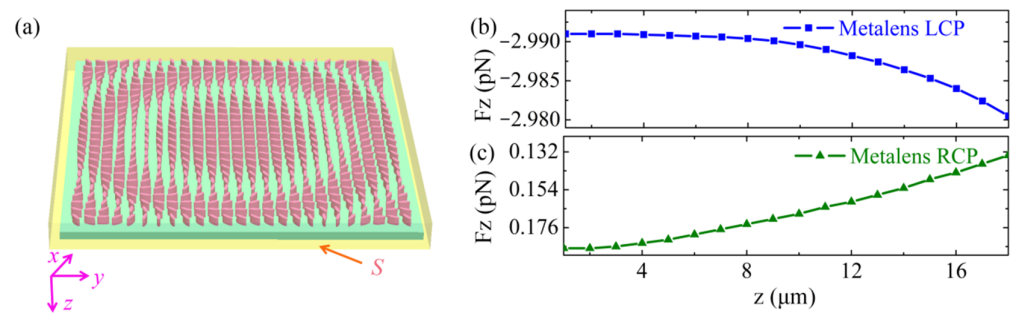 (a)
x
y
z
S
(b)
Metalens LCP
Fz (pN)
−2.990
−2.985
−2.980
(c)
Metalens RCP
Fz (pN)
0.132
0.154
0.176
4
8
12
16
z (μm)